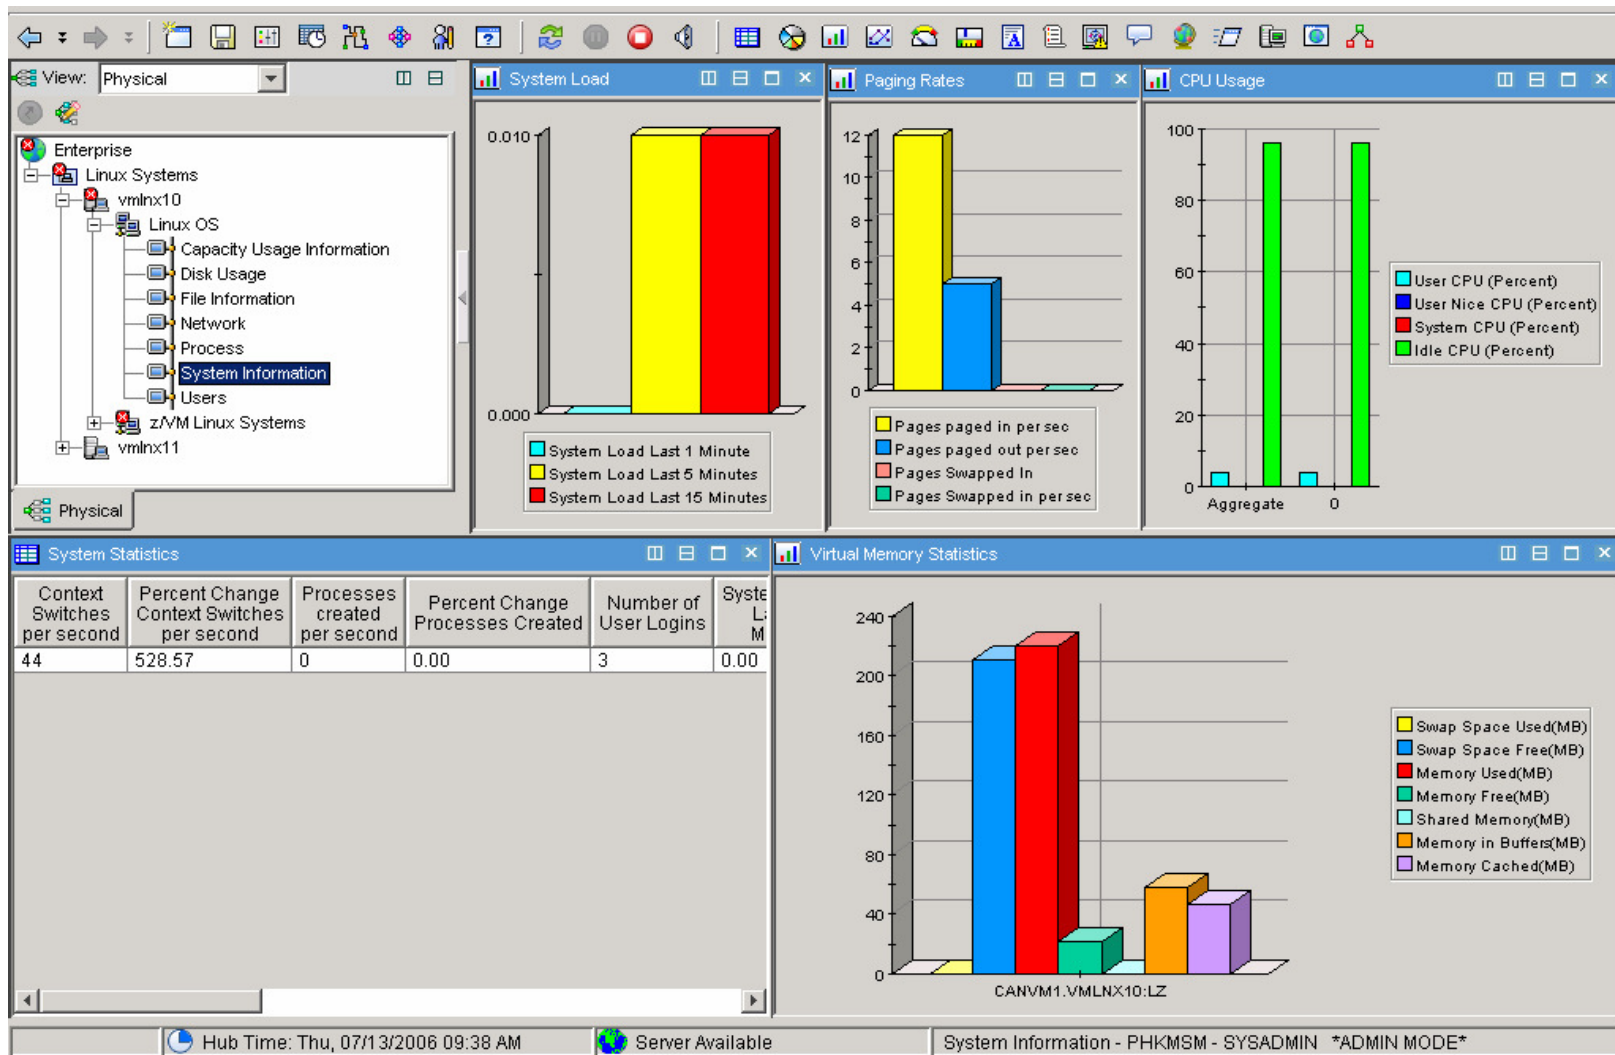 View: Physical
Enterprise
Linux Systems
vmlnx10
Linux OS
Capacity Usage Information
Disk Usage
File Information
Network
Process
System Information
Users
z/VM Linux Systems
vmlnx11
Physical
System Load
0.010
0.000
System Load Last 1 Minute
System Load Last 5 Minutes
System Load Last 15 Minutes
Paging Rates
12
10
8
6
4
2
0
Pages paged in per sec
Pages paged out per sec
Pages Swapped In
Pages Swapped in per sec
CPU Usage
100
80
60
40
20
0
Aggregate 0
User CPU (Percent)
User Nice CPU (Percent)
System CPU (Percent)
Idle CPU (Percent)
System Statistics
Context Switches per second
Percent Change Context Switches per second
Processes created per second
Percent Change Processes Created
Number of User Logins
Syste
L
M
44 528.57 0 0.00 3 0.00
Virtual Memory Statistics
240
200
160
120
80
40
0
CANVM1.VMLNX10:LZ
Swap Space Used(MB)
Swap Space Free(MB)
Memory Used(MB)
Memory Free(MB)
Shared Memory(MB)
Memory in Buffers(MB)
Memory Cached(MB)
Hub Time: Thu, 07/13/2006 09:38 AM
Server Available
System Information - PHKMSM - SYSADMIN *ADMIN MODE*